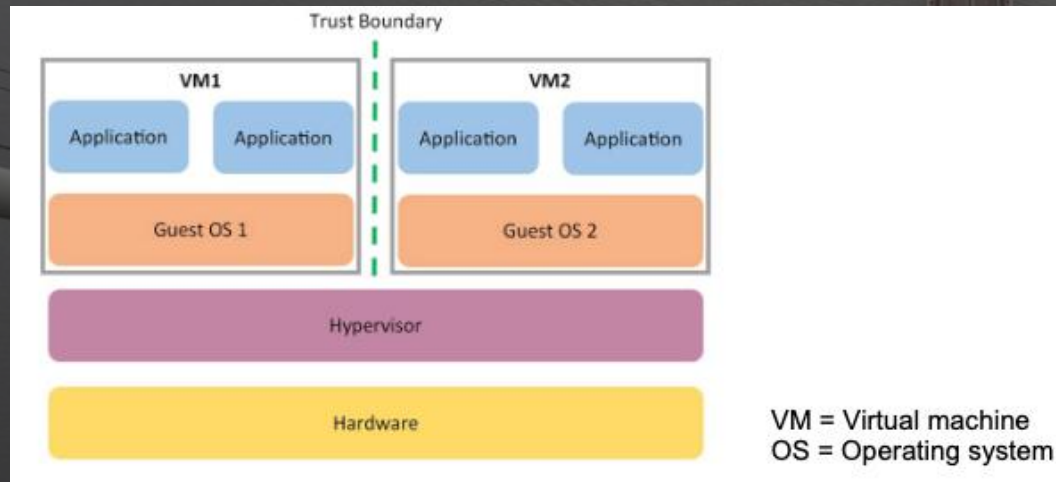 Trust Boundary
VM1
VM2
Application
Application
Application
Application
Guest OS 1
Guest OS 2
Hypervisor
Hardware
VM = Virtual machine
OS = Operating system